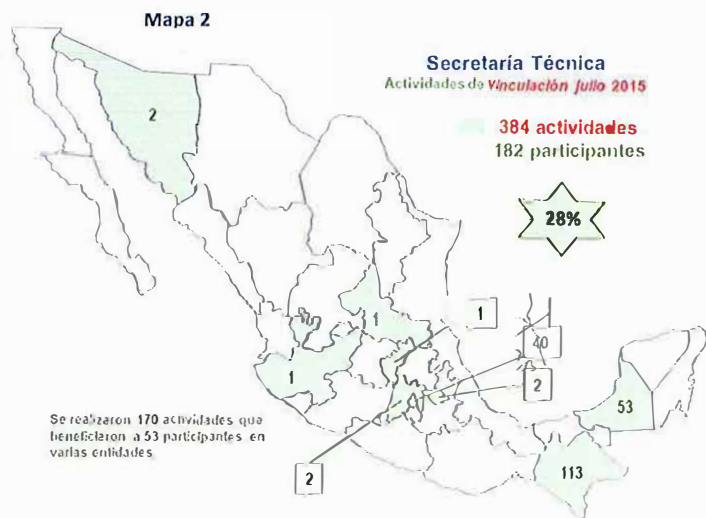 Mapa 2
Secretaría Técnica
Actividades de Vinculación julio 2015
384 actividades
182 participantes
28%
2
1
1
1
40
2
53
113
2
Se realizaron 170 actividades que
beneficiaron a 53 participantes en
varias entidades